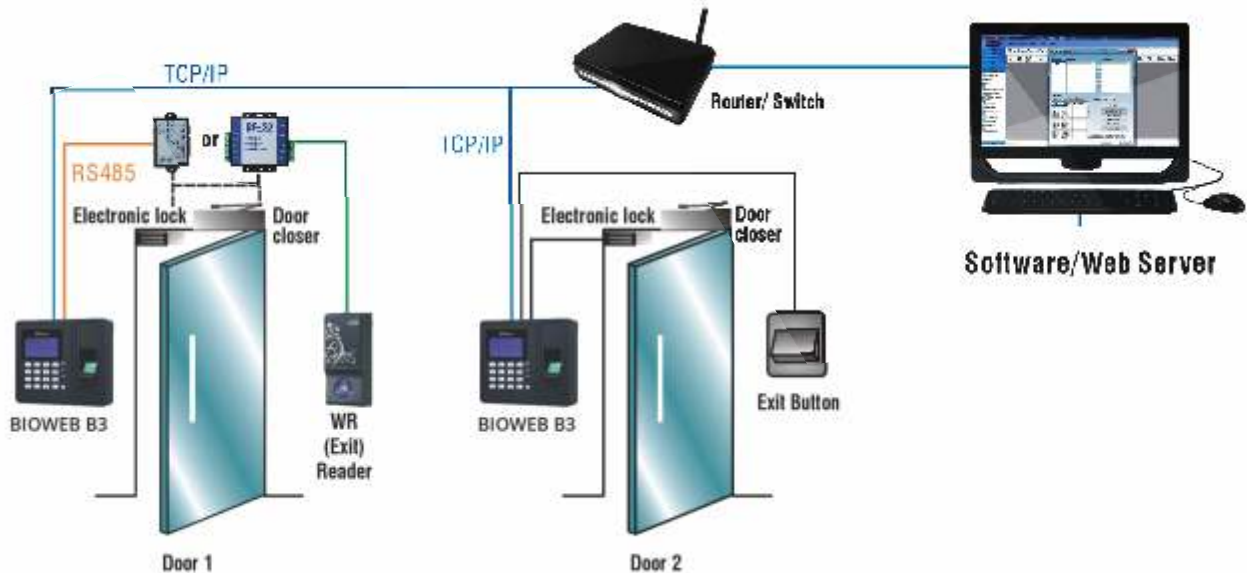 TCP/IP
or
RS485
Electronic lock
Door
closer
BIOWEB B3
WR
(Exit)
Reader
Door 1
TCP/IP
Electronic lock
Door
closer
BIOWEB B3
Exit Button
Door 2
Router/ Switch
Software/Web Server